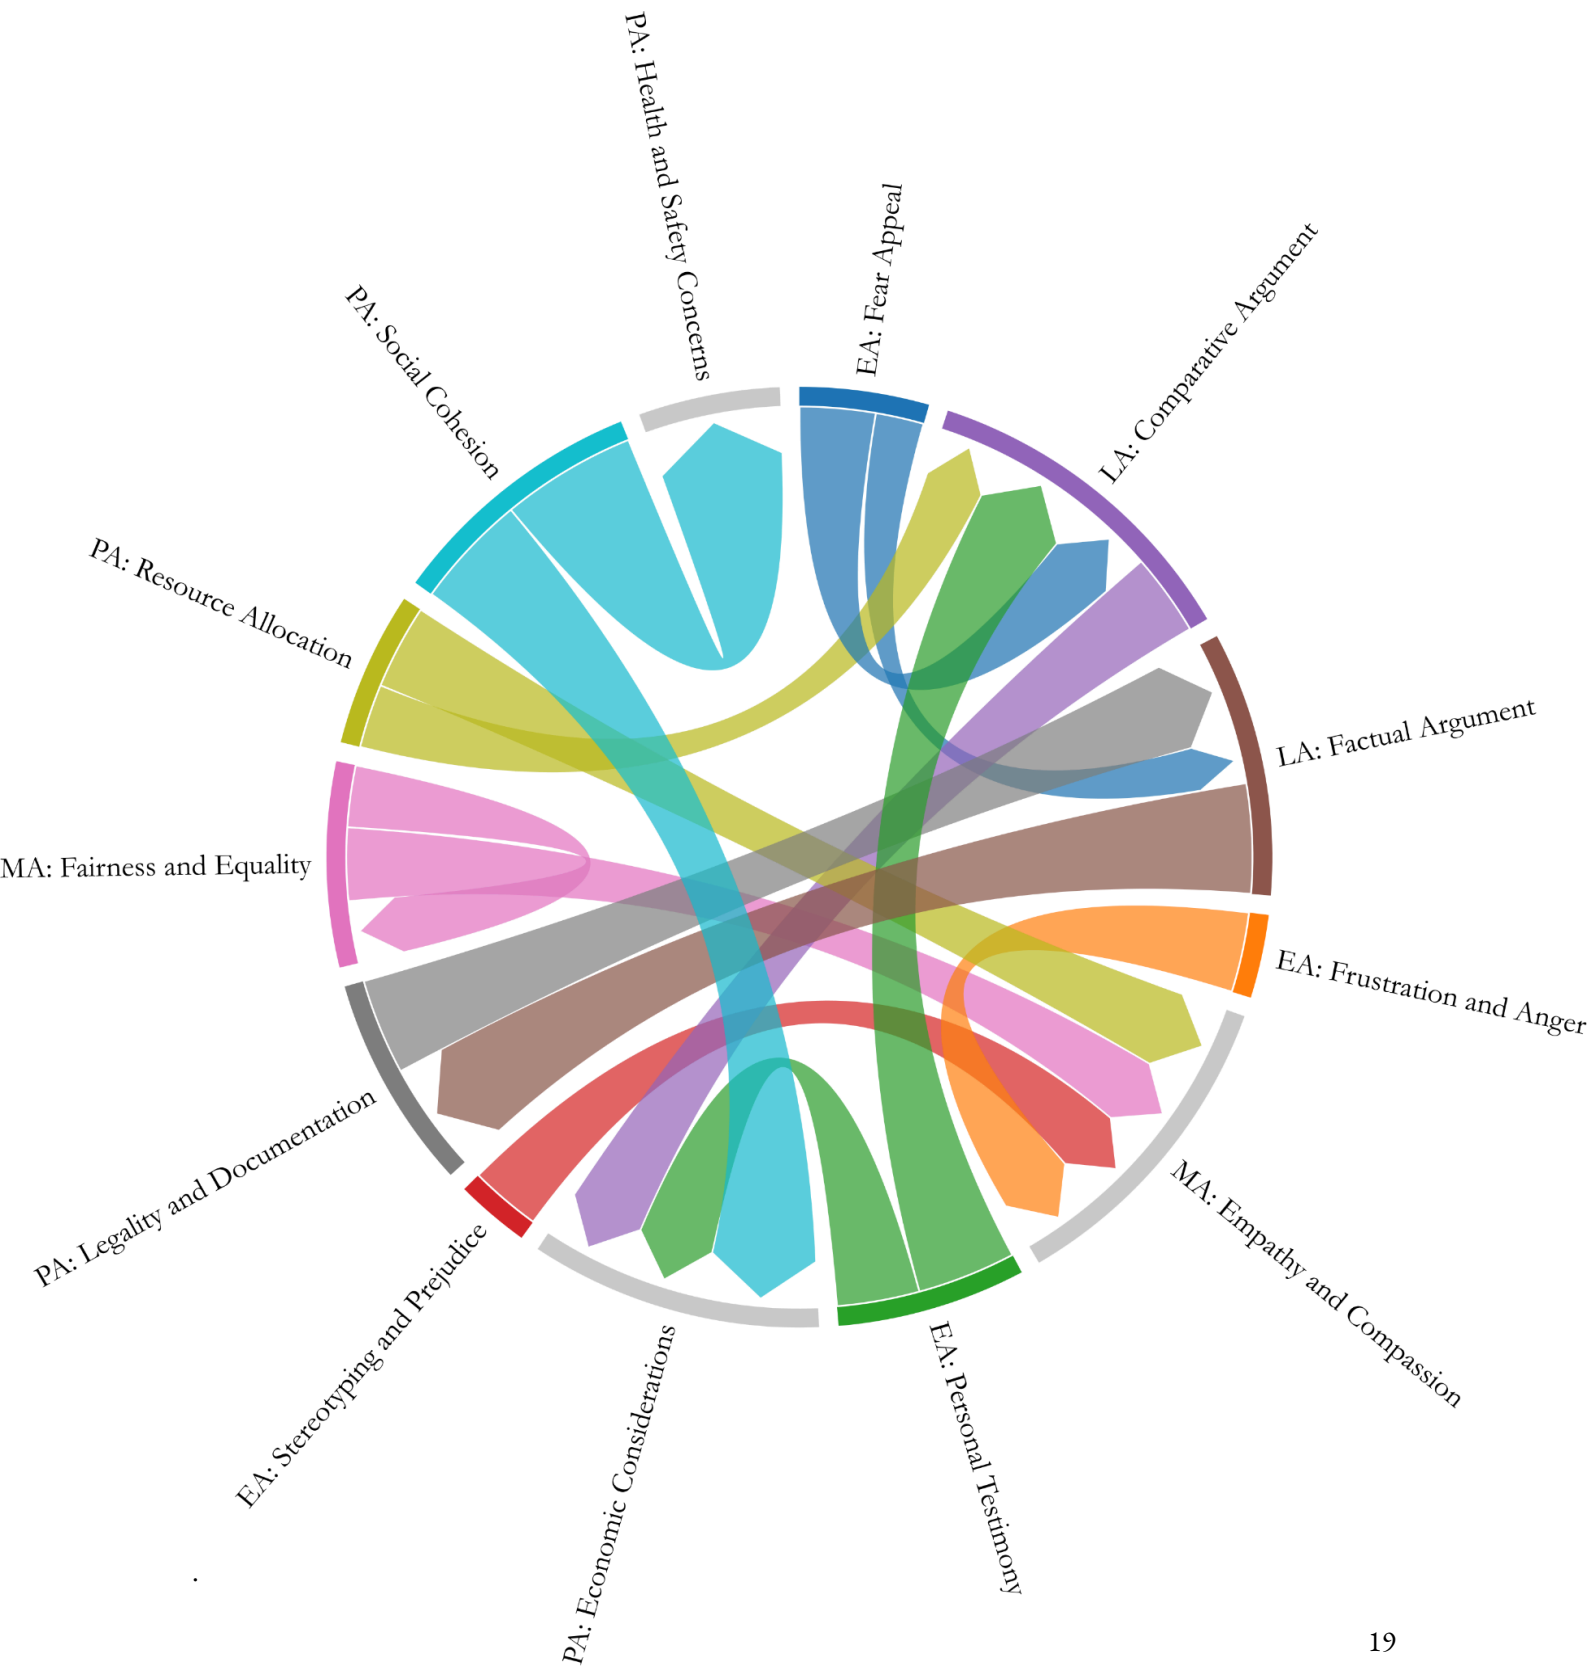 PA: Health and Safety Concerns
EA: Fear Appeal
LA: Comparative Argument
PA: Social Cohesion
PA: Resource Allocation
LA: Factual Argument
MA: Fairness and Equality
EA: Frustration and Anger
PA: Legality and Documentation
MA: Empathy and Compassion
EA: Stereotyping and Prejudice
PA: Economic Considerations
EA: Personal Testimony
.
19